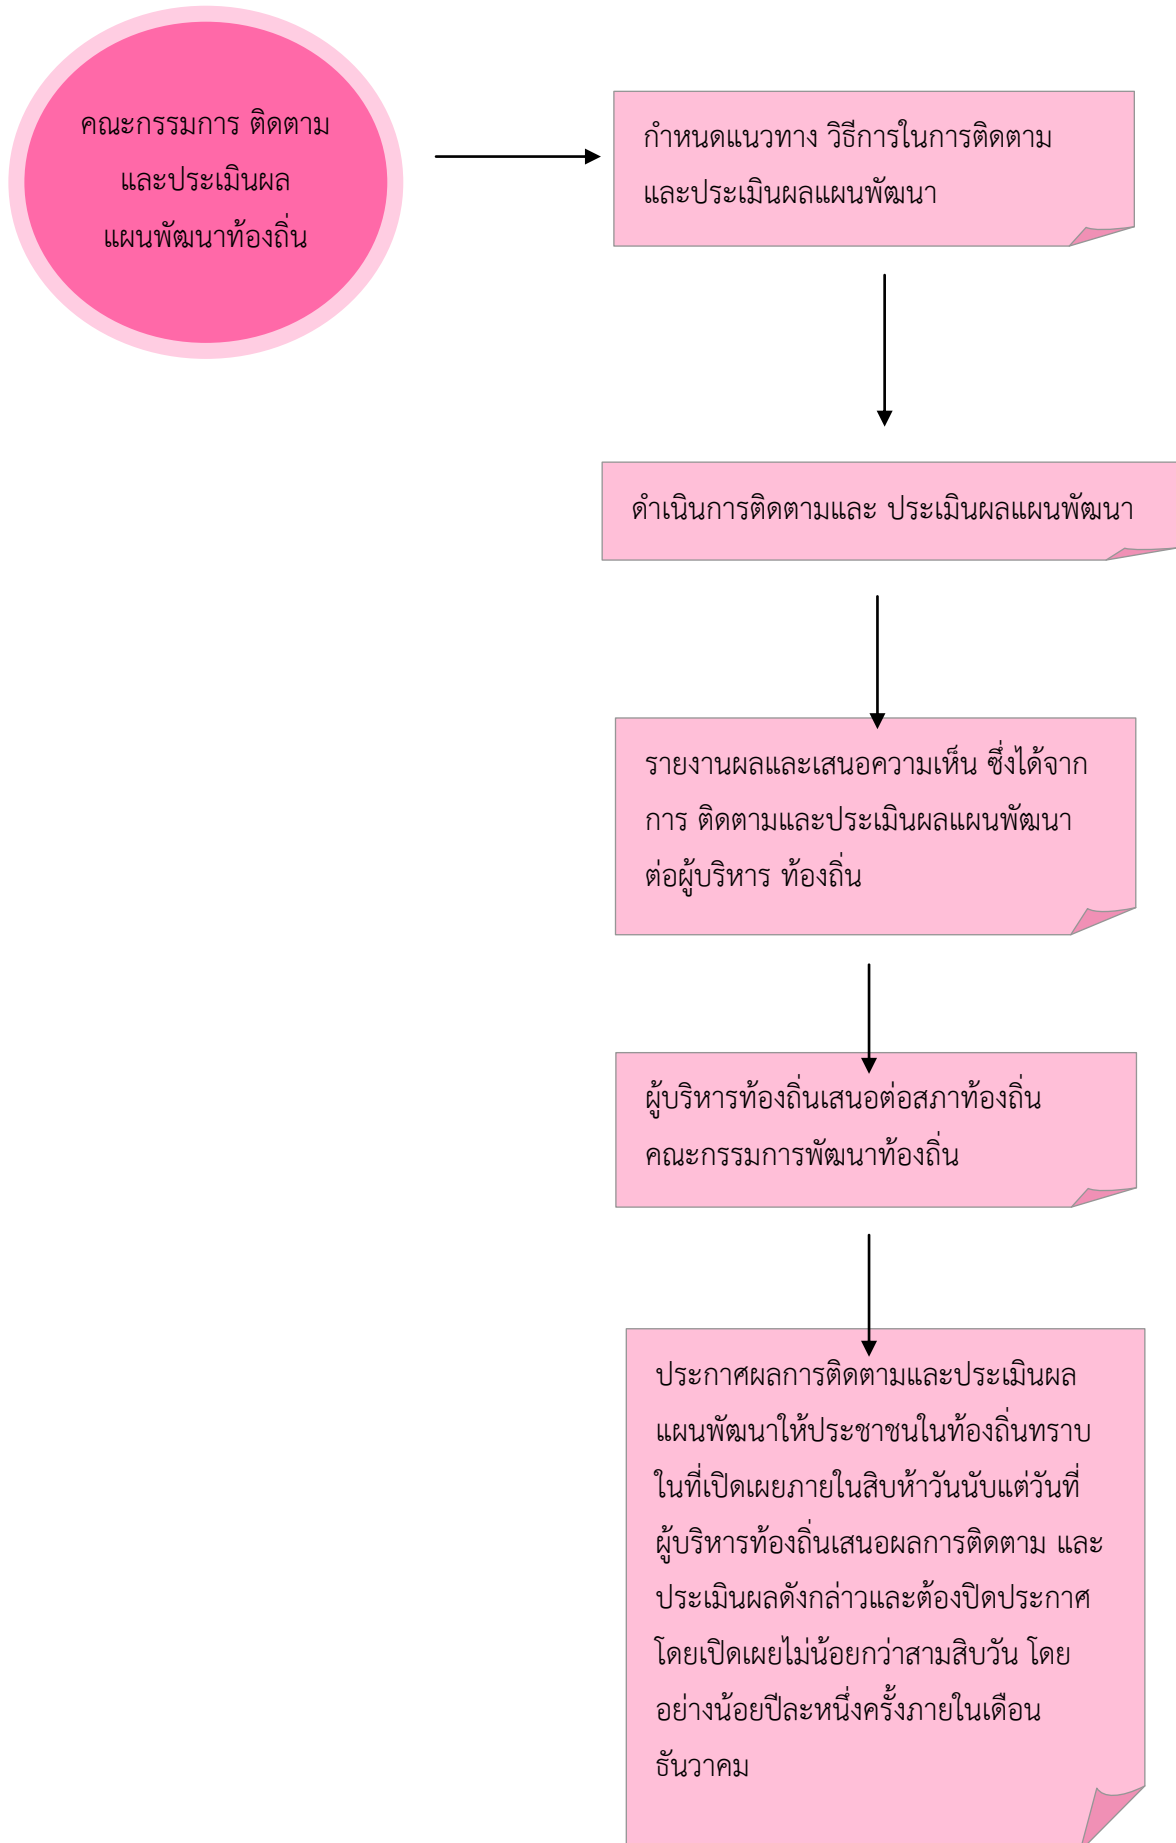 คณะกรรมการ ติดตาม
และประเมินผล
แผนพัฒนาท้องถิ่น
กำหนดแนวทาง วิธีการในการติดตาม
และประเมินผลแผนพัฒนา
ดำเนินการติดตามและ ประเมินผลแผนพัฒนา
รายงานผลและเสนอความเห็น ซึ่งได้จาก
การ ติดตามและประเมินผลแผนพัฒนา
ต่อผู้บริหาร ท้องถิ่น
ผู้บริหารท้องถิ่นเสนอต่อสภาท้องถิ่น
คณะกรรมการพัฒนาท้องถิ่น
ประกาศผลการติดตามและประเมินผล
แผนพัฒนาให้ประชาชนในท้องถิ่นทราบ
ในที่เปิดเผยภายในสิบห้าวันนับแต่วันที่
ผู้บริหารท้องถิ่นเสนอผลการติดตาม และ
ประเมินผลดังกล่าวและต้องปิดประกาศ
โดยเปิดเผยไม่น้อยกว่าสามสิบวัน โดย
อย่างน้อยปีละหนึ่งครั้งภายในเดือน
ธันวาคม